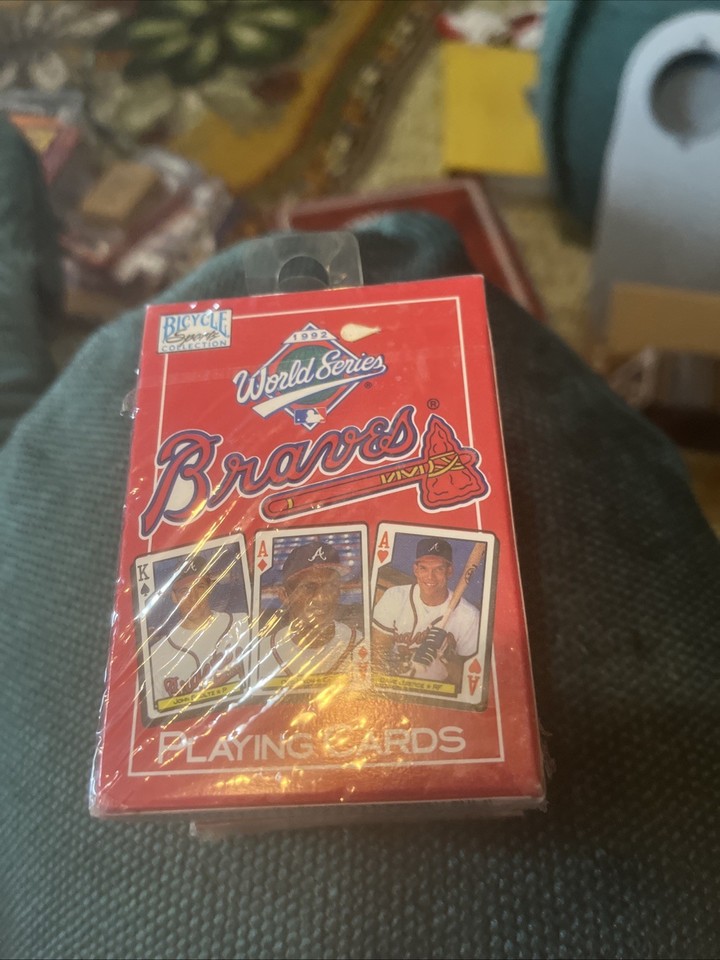 BICYCLE
Sports
COLLECTION
1992
World Series
Braves
K
A
A
A
A
A
A
A
PLAYING CARDS